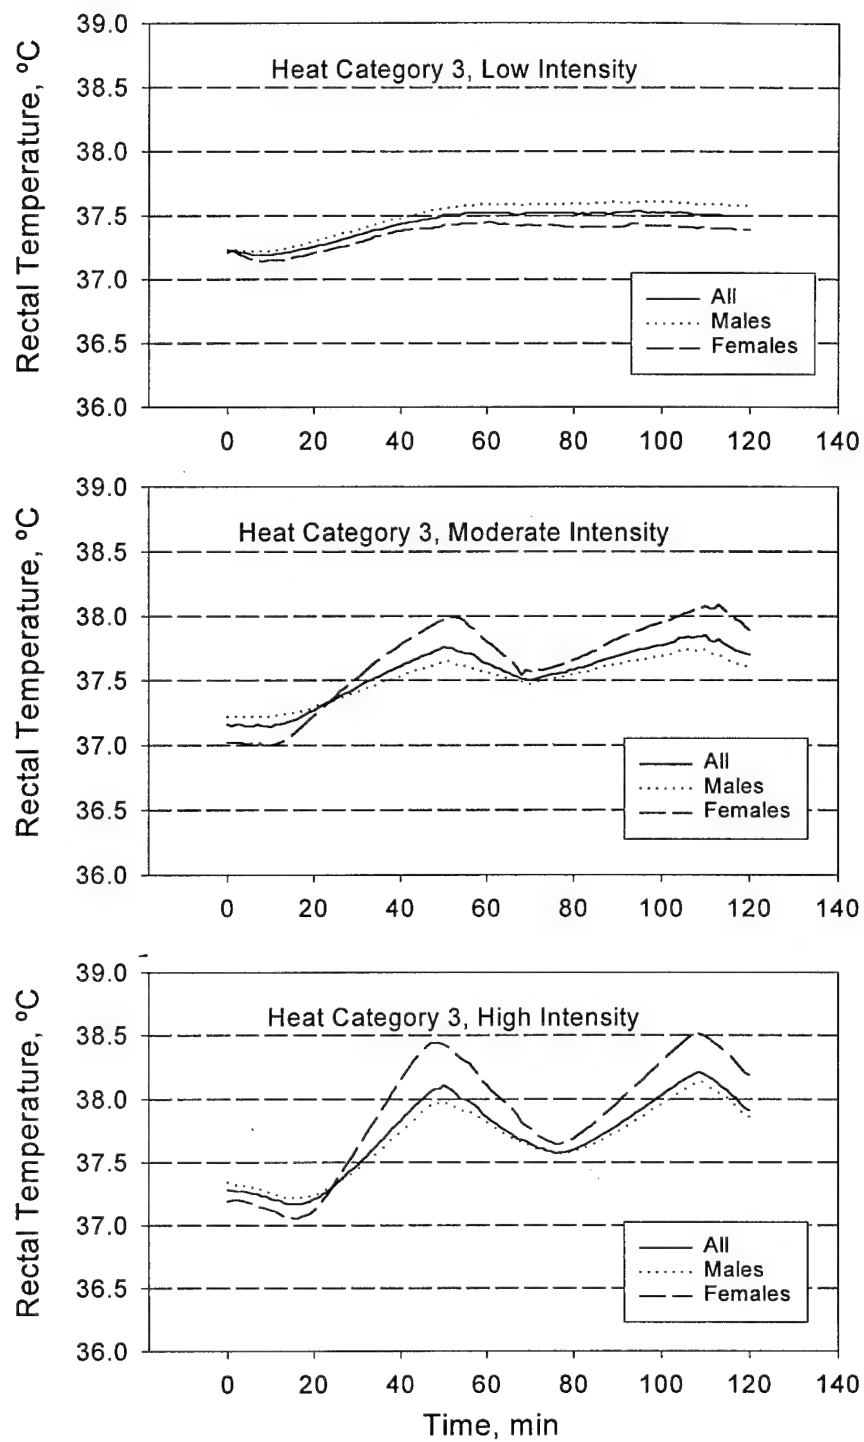 Heat Category 3, Low Intensity
Rectal Temperature, ºC
39.0
38.5
38.0
37.5
37.0
36.5
36.0
All
Males
Females
0 20 40 60 80 100 120 140
Heat Category 3, Moderate Intensity
Rectal Temperature, ºC
39.0
38.5
38.0
37.5
37.0
36.5
36.0
All
Males
Females
0 20 40 60 80 100 120 140
Heat Category 3, High Intensity
Rectal Temperature, ºC
39.0
38.5
38.0
37.5
37.0
36.5
36.0
All
Males
Females
0 20 40 60 80 100 120 140
Time, min